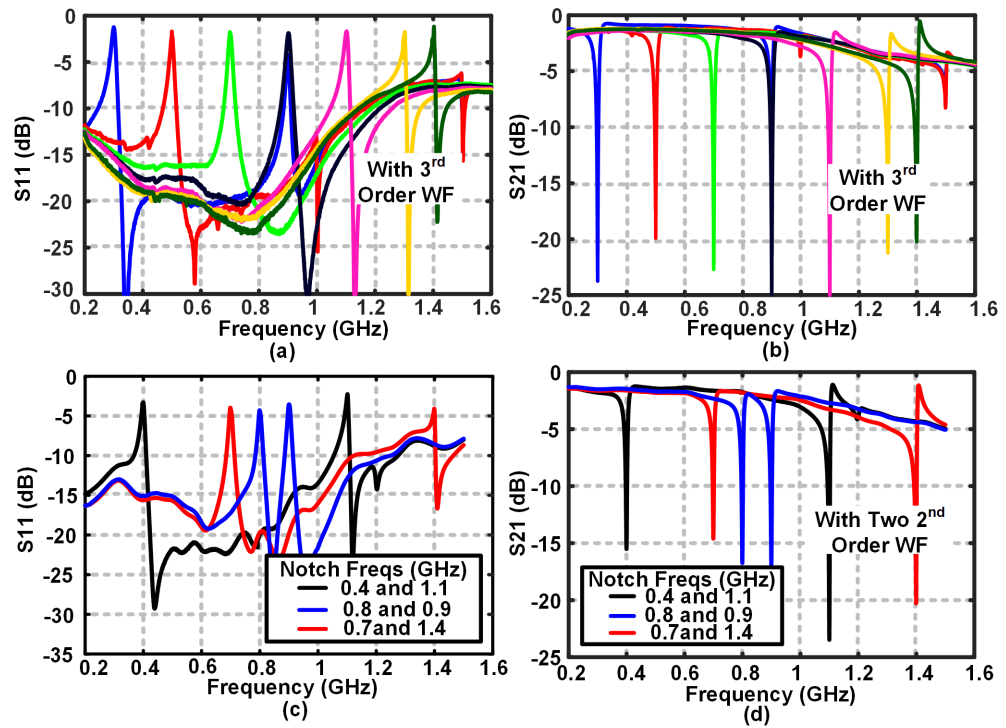 0
-5
-10
-15
-20
-25
-30
S11 (dB)
With 3rd
Order WF
0.2 0.4 0.6 0.8 1 1.2 1.4 1.6
Frequency (GHz)
(a)
0
-5
-10
-15
-20
-25
S21 (dB)
With 3rd
Order WF
0.2 0.4 0.6 0.8 1 1.2 1.4 1.6
Frequency (GHz)
(b)
0
-5
-10
-15
-20
-25
-30
-35
S11 (dB)
Notch Freqs (GHz)
0.4 and 1.1
0.8 and 0.9
0.7and 1.4
0.2 0.4 0.6 0.8 1 1.2 1.4 1.6
Frequency (GHz)
(c)
0
-5
-10
-15
-20
-25
S21 (dB)
With Two 2nd
Order WF
Notch Freqs (GHz)
0.4 and 1.1
0.8 and 0.9
0.7and 1.4
0.2 0.4 0.6 0.8 1 1.2 1.4 1.6
Frequency (GHz)
(d)